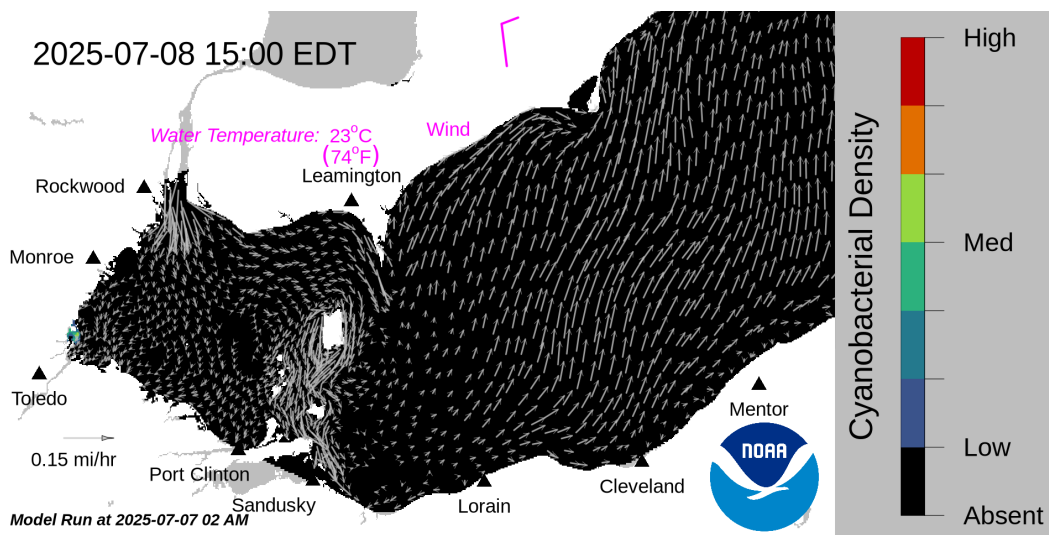 2025-07-08 15:00 EDT
High
Wind
Water Temperature: 23°C
(74°F)
Leamington
Rockwood
Monroe
Med
Cyanobacterial Density
Toledo
Mentor
0.15 mi/hr
NOAA
Low
Port Clinton
Cleveland
Sandusky
Lorain
Model Run at 2025-07-07 02 AM
Absent